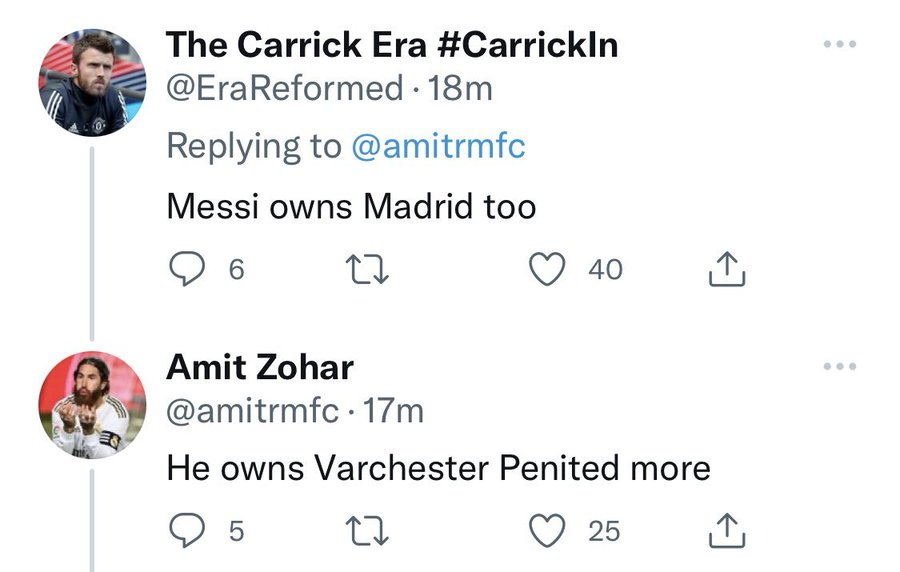 The Carrick Era #CarrickIn
@EraReformed · 18m
Replying to @amitrmfc
Messi owns Madrid too
6 40
Amit Zohar
@amitrmfc · 17m
He owns Varchester Penited more
5 25